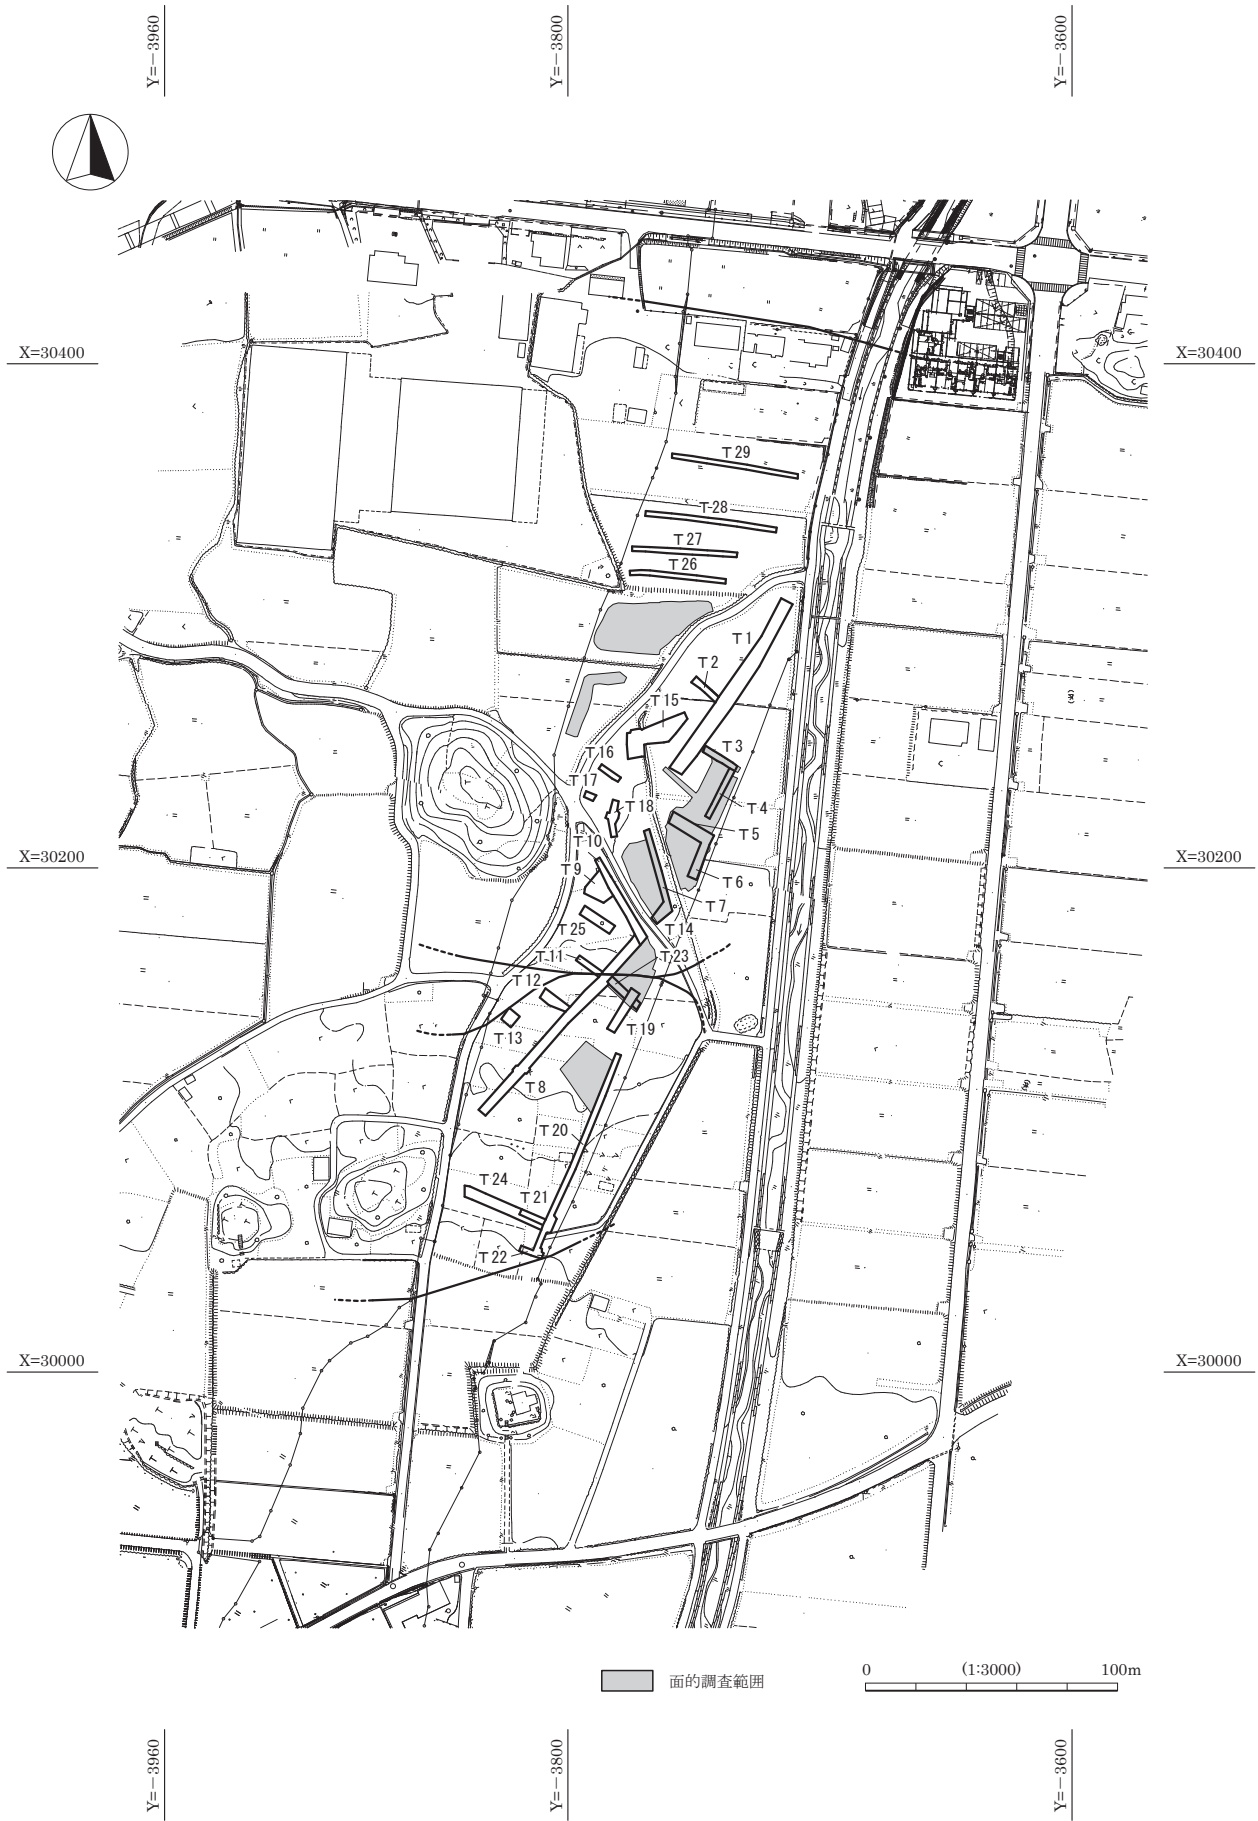 Y=−3960
Y=−3800
Y=−3600
X=30400
X=30400
T29
T28
T27
T26
T1
T2
T15
T3
T16
T17
T4
T18
T5
T10
X=30200
X=30200
T9
T6
T7
T25
T14
T11
T23
T12
T19
T13
T8
T20
T24
T21
T22
X=30000
X=30000
面的調査範囲
0 (1:3000) 100m
Y=−3960
Y=−3800
Y=−3600